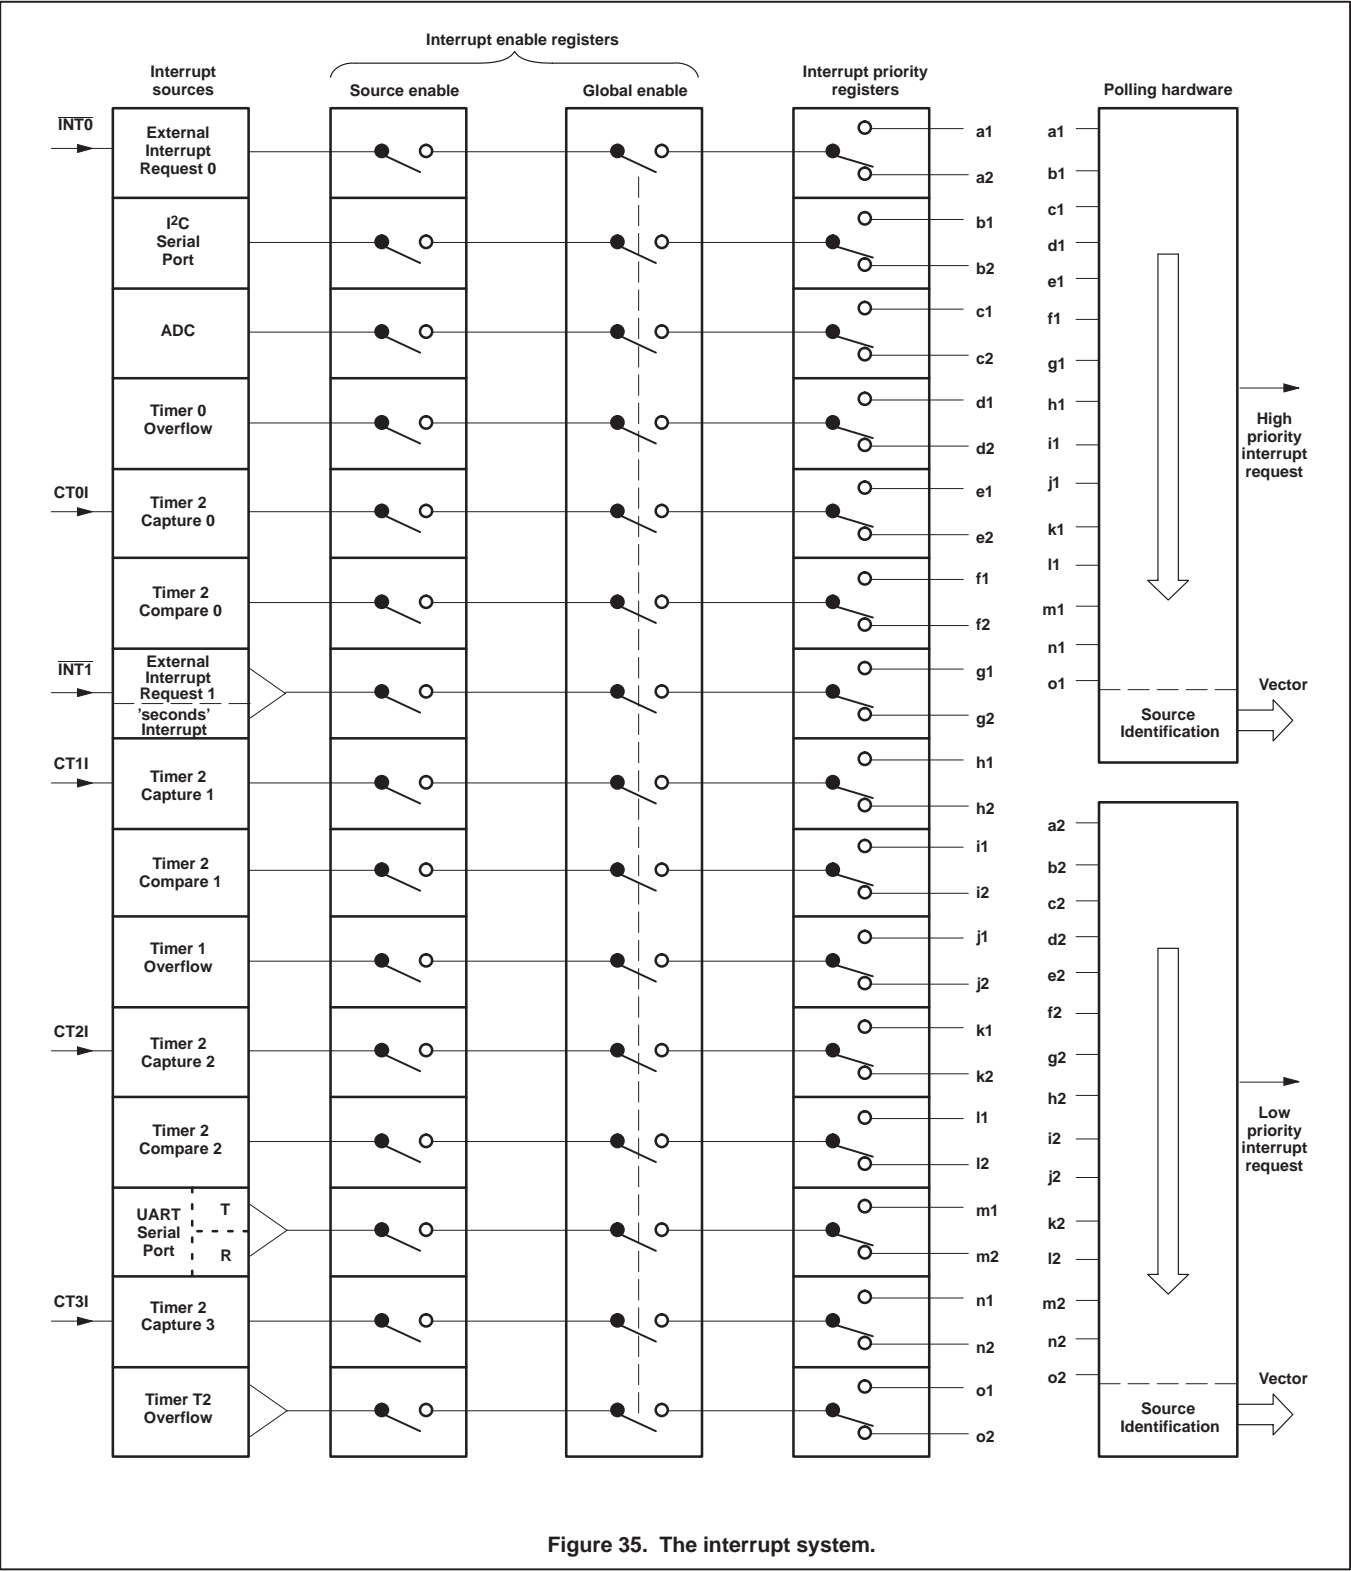 Interrupt enable registers
Interrupt
sources
Source enable
Global enable
Interrupt priority
registers
Polling hardware
INT0
External
Interrupt
Request 0
a1
a2
I2C
Serial
Port
b1
b2
ADC
c1
c2
Timer 0
Overflow
d1
d2
CT0I
Timer 2
Capture 0
e1
e2
Timer 2
Compare 0
f1
f2
INT1
External
Interrupt
Request 1
'seconds'
Interrupt
g1
g2
CT1I
Timer 2
Capture 1
h1
h2
Timer 2
Compare 1
i1
i2
Timer 1
Overflow
j1
j2
CT2I
Timer 2
Capture 2
k1
k2
Timer 2
Compare 2
l1
l2
UART
Serial
Port
T
R
m1
m2
CT3I
Timer 2
Capture 3
n1
n2
Timer T2
Overflow
o1
o2
a1
b1
c1
d1
e1
f1
g1
h1
i1
j1
k1
l1
m1
n1
o1
High
priority
interrupt
request
Vector
Source
Identification
a2
b2
c2
d2
e2
f2
g2
h2
i2
j2
k2
l2
m2
n2
o2
Low
priority
interrupt
request
Vector
Source
Identification
Figure 35. The interrupt system.